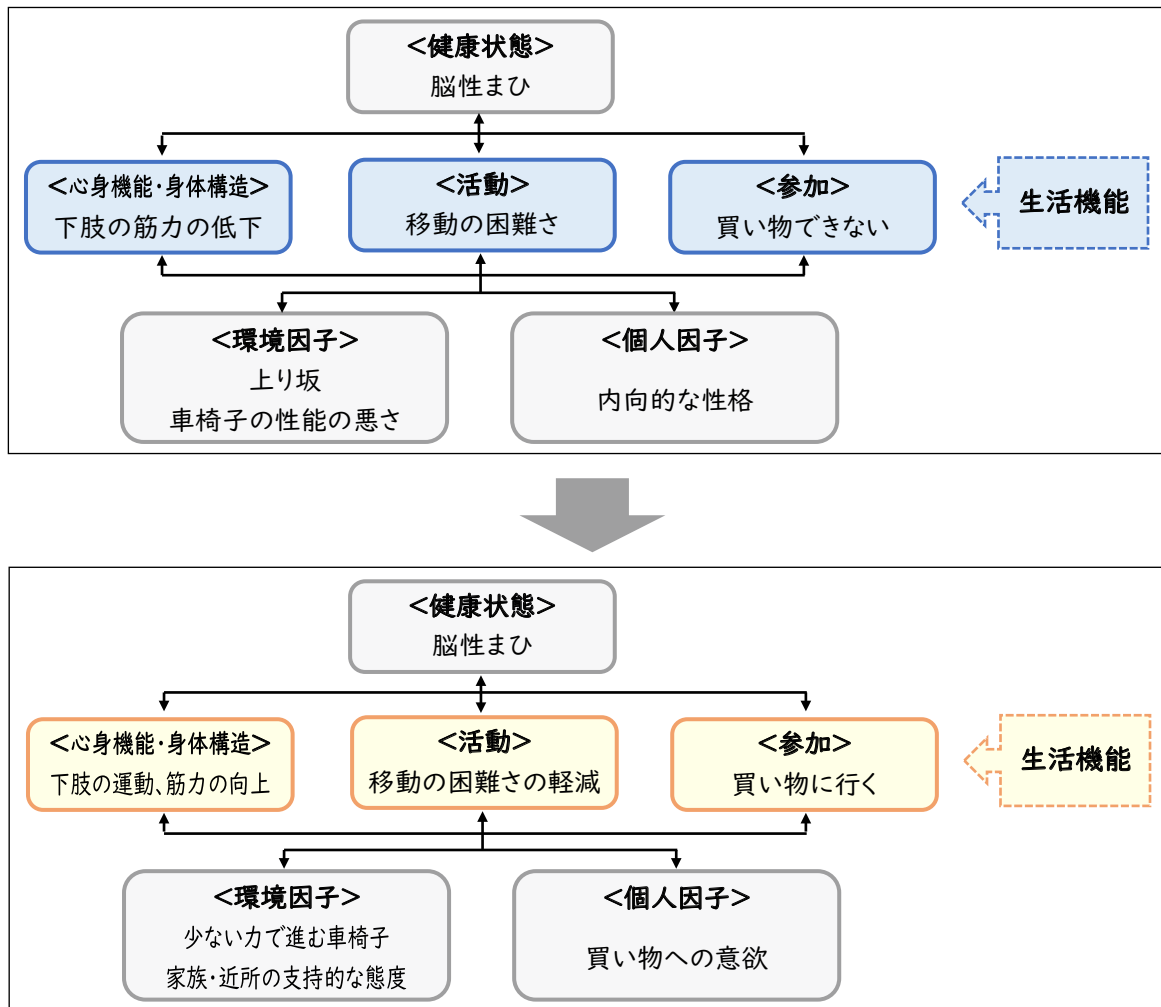 <健康状態>
脳性まひ
<心身機能・身体構造>
下肢の筋力の低下
<活動>
移動の困難さ
<参加>
買い物できない
生活機能
<環境因子>
上り坂
車椅子の性能の悪さ
<個人因子>
内向的な性格
<健康状態>
脳性まひ
<心身機能・身体構造>
下肢の運動、筋力の向上
<活動>
移動の困難さの軽減
<参加>
買い物に行く
生活機能
<環境因子>
少ない力で進む車椅子
家族・近所の支持的な態度
<個人因子>
買い物への意欲